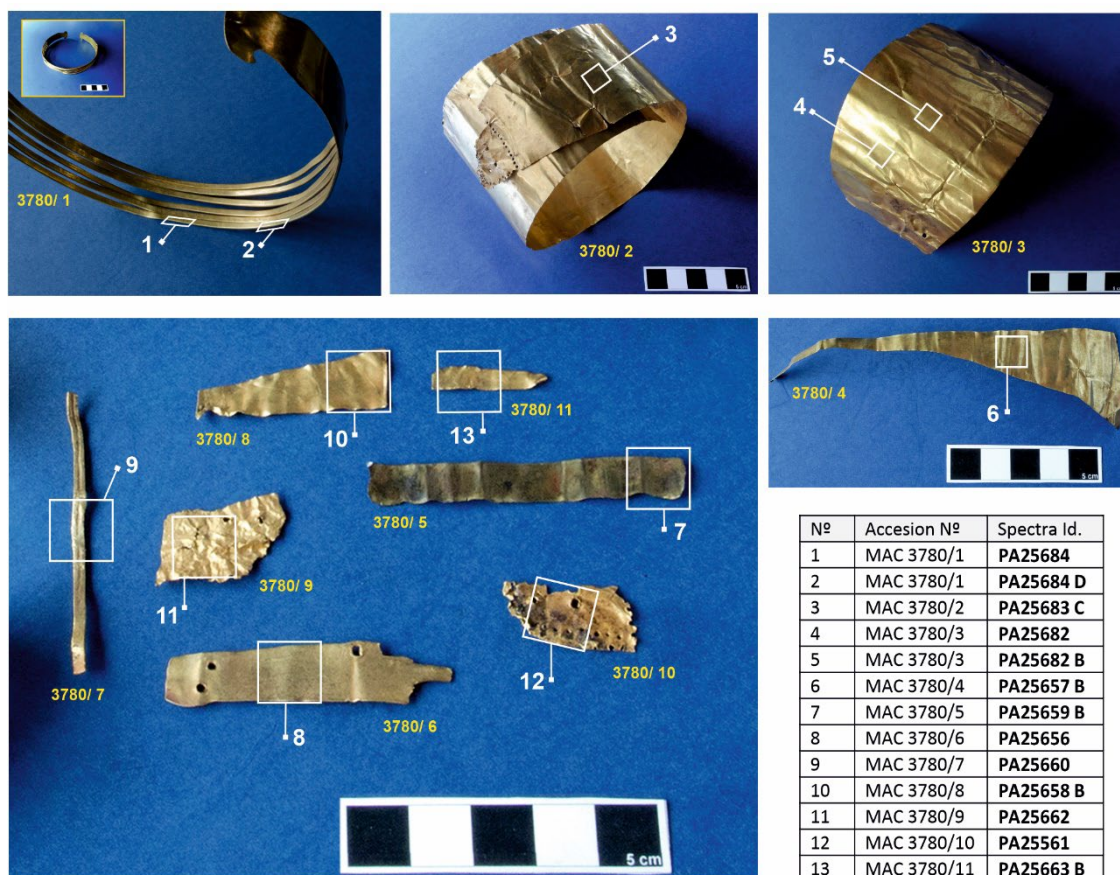 3780/ 1
1
2
3
3780/ 2
5
4
3780/ 3
3780/ 8
10
13
3780/ 11
9
3780/ 5
7
11
3780/ 9
12
3780/ 10
3780/ 7
8
3780/ 6
5 cm
3780/ 4
6
5 cm
Nº Accesion Nº Spectra Id.
1 MAC 3780/1 PA25684
2 MAC 3780/1 PA25684 D
3 MAC 3780/2 PA25683 C
4 MAC 3780/3 PA25682
5 MAC 3780/3 PA25682 B
6 MAC 3780/4 PA25657 B
7 MAC 3780/5 PA25659 B
8 MAC 3780/6 PA25656
9 MAC 3780/7 PA25660
10 MAC 3780/8 PA25658 B
11 MAC 3780/9 PA25662
12 MAC 3780/10 PA25561
13 MAC 3780/11 PA25663 B